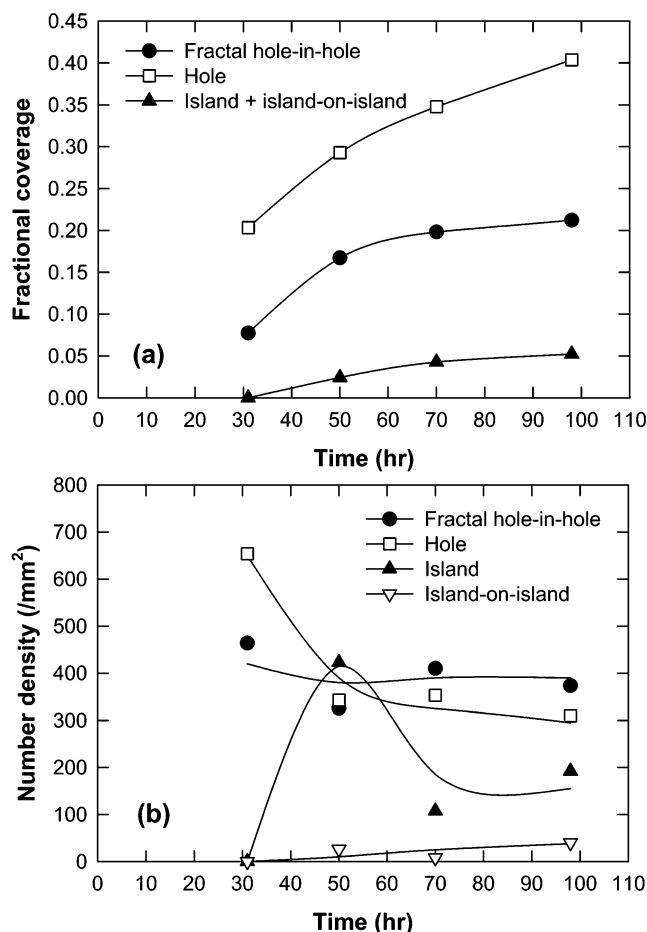 0.45
0.40
0.35
0.30
0.25
0.20
0.15
0.10
0.05
0.00
Fractional coverage
Fractal hole-in-hole
Hole
Island + island-on-island
(a)
0 10 20 30 40 50 60 70 80 90 100 110
Time (hr)
800
700
600
500
400
300
200
100
0
Number density (/mm²)
Fractal hole-in-hole
Hole
Island
Island-on-island
(b)
0 10 20 30 40 50 60 70 80 90 100 110
Time (hr)